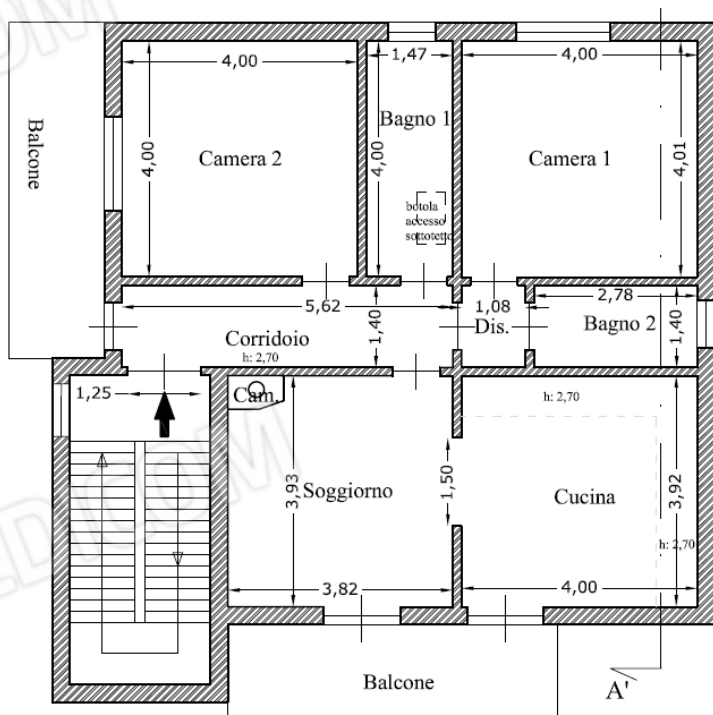 COM
4,00
1,47
4,00
Balcone
Bagno 1
Camera 2
4,00
4,00
Camera 1
4,01
botola
accesso
sottotetto
5,62
1,08
2,78
Corridoio
h: 2,70
1,40
Dis.
Bagno 2
1,40
1,25
Cam.
h: 2,70
3,93
Soggiorno
1,50
Cucina
3,92
h: 2,70
3,82
4,00
EDICOM
Balcone
A'